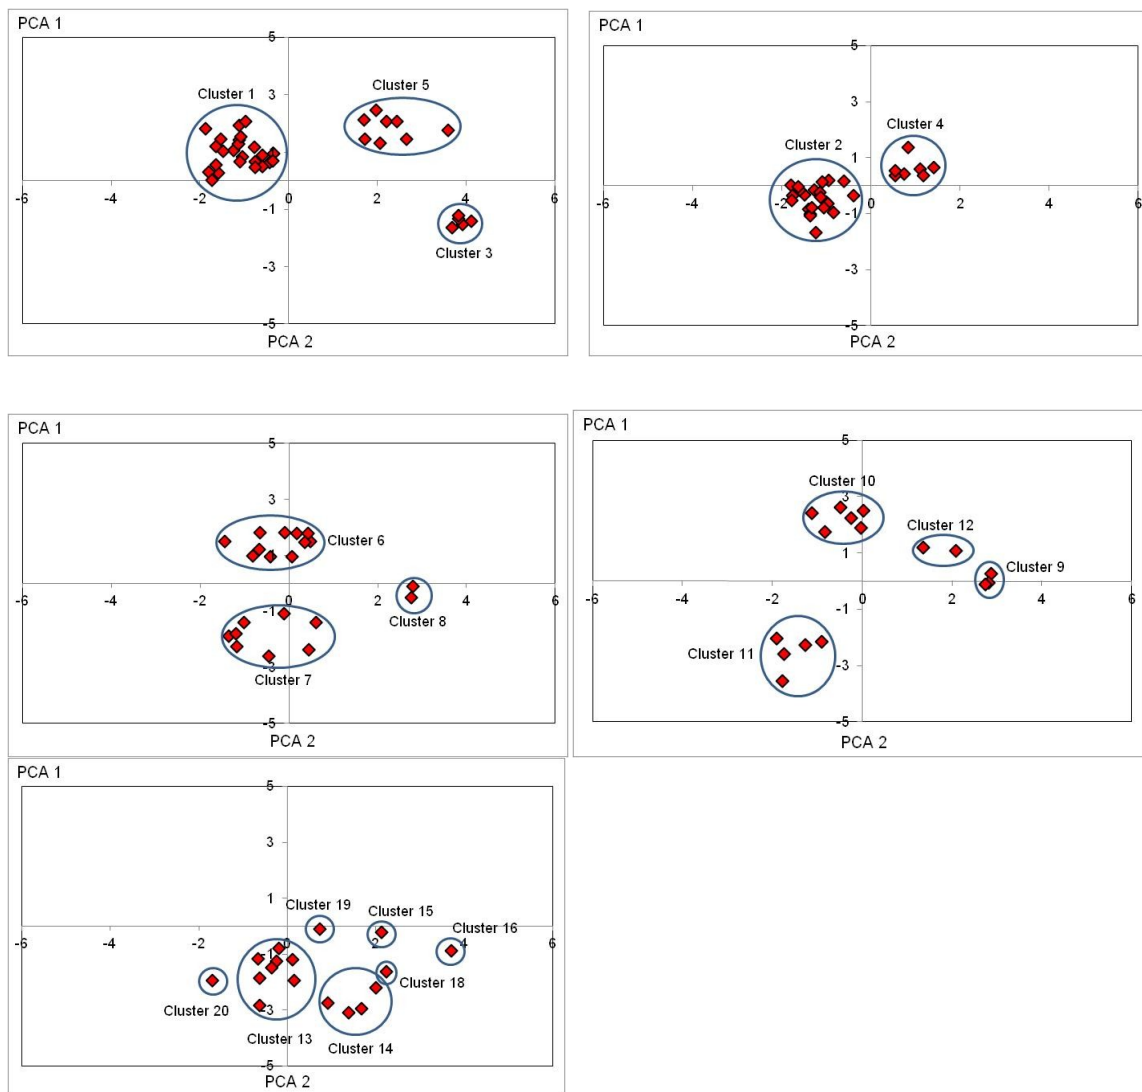 PCA 1
5
Cluster 1
Cluster 5
3
1
-6
-4
-2
0
2
4
6
-1
Cluster 3
-3
-5
PCA 2
PCA 1
5
3
Cluster 4
Cluster 2
1
-6
-4
-2
0
2
4
6
-1
-3
-5
PCA 2
PCA 1
5
3
Cluster 6
1
-6
-4
-2
0
2
4
6
-1
Cluster 8
-3
Cluster 7
-5
PCA 2
PCA 1
5
Cluster 10
3
Cluster 12
1
Cluster 9
-6
-4
-2
0
2
4
6
-1
Cluster 11
-3
-5
PCA 2
PCA 1
5
3
1
Cluster 19
Cluster 15
Cluster 16
-6
-4
-2
0
2
4
6
-1
Cluster 18
Cluster 20
-3
Cluster 13
Cluster 14
-5
PCA 2